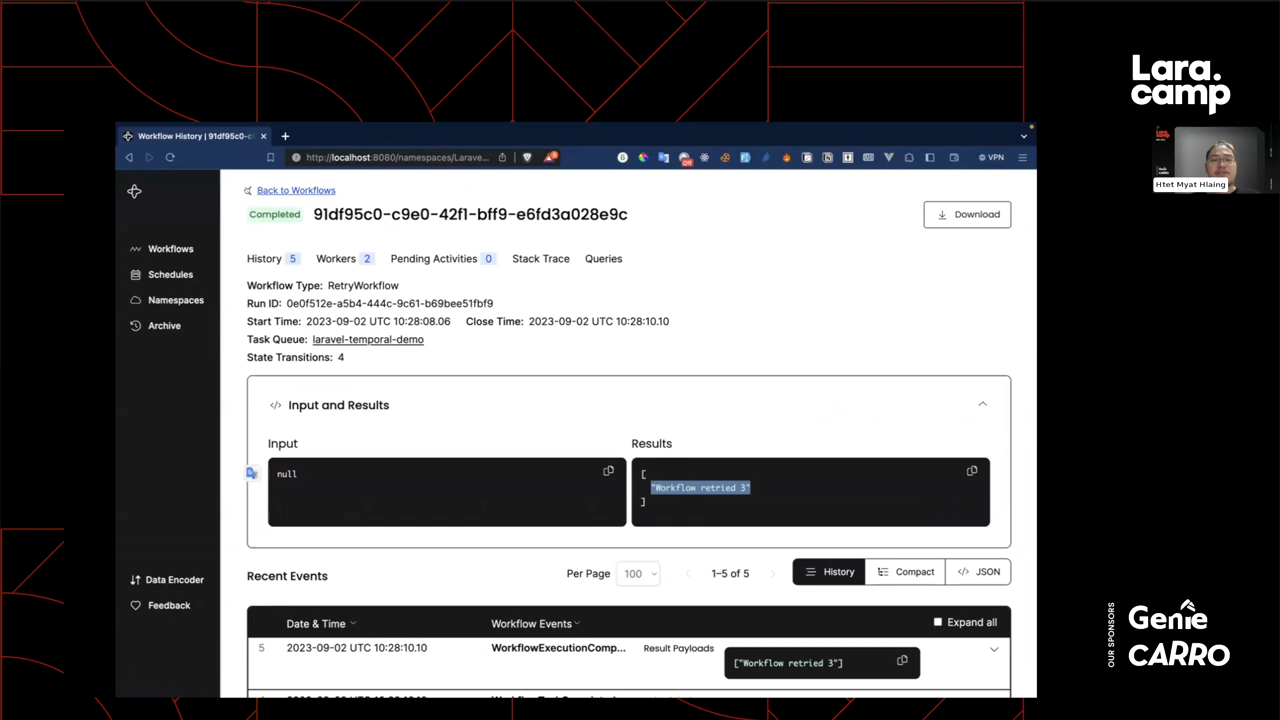 Lara.
camp
Htet Myat Hlaing
Workflow History | 91df95c0-c
http://localhost:8080/namespaces/Larave...
Off
VPN
Back to Workflows
Completed 91df95c0-c9e0-42f1-bff9-e6fd3a028e9c
Download
Workflows
Schedules
Namespaces
Archive
Data Encoder
Feedback
History 5 Workers 2 Pending Activities 0 Stack Trace Queries
Workflow Type: RetryWorkflow
Run ID: 0e0f512e-a5b4-444c-9c61-b69bee51fbf9
Start Time: 2023-09-02 UTC 10:28:08.06 Close Time: 2023-09-02 UTC 10:28:10.10
Task Queue: laravel-temporal-demo
State Transitions: 4
</> Input and Results
Input
null
Results
[
"Workflow retried 3"
]
Recent Events
Per Page 100 1–5 of 5 History Compact </> JSON
Date & Time Workflow Events Expand all
5 2023-09-02 UTC 10:28:10.10 WorkflowExecutionComp... Result Payloads ["Workflow retried 3"]
OUR SPONSORS
Genie
CARRO